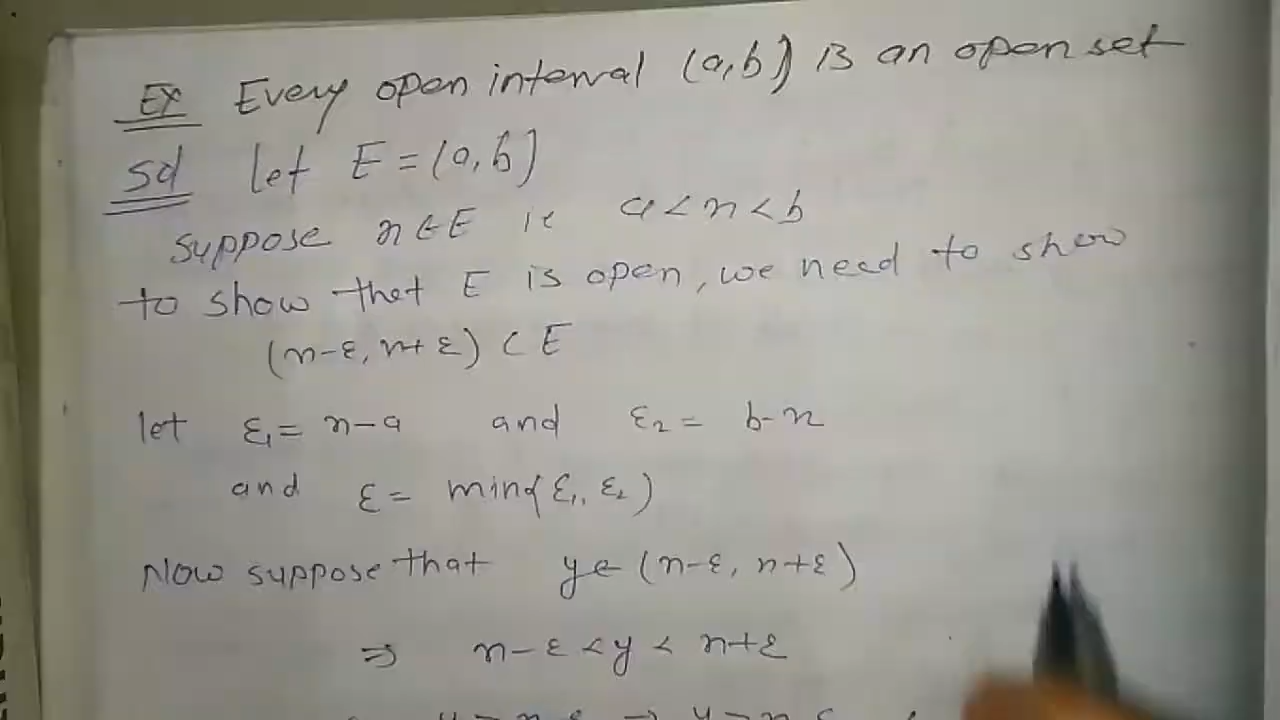 Ex Every open interval (a,b) is an open set
Sol let E = (a,b)
suppose x ∈ E ie a < x < b
to show that E is open, we need to show
(x-ε, x+ε) ⊂ E
let ε₁ = x-a and ε₂ = b-x
and ε = min{ε₁, ε₂}
Now suppose that y ∈ (x-ε, x+ε)
⇒ x-ε < y < x+ε